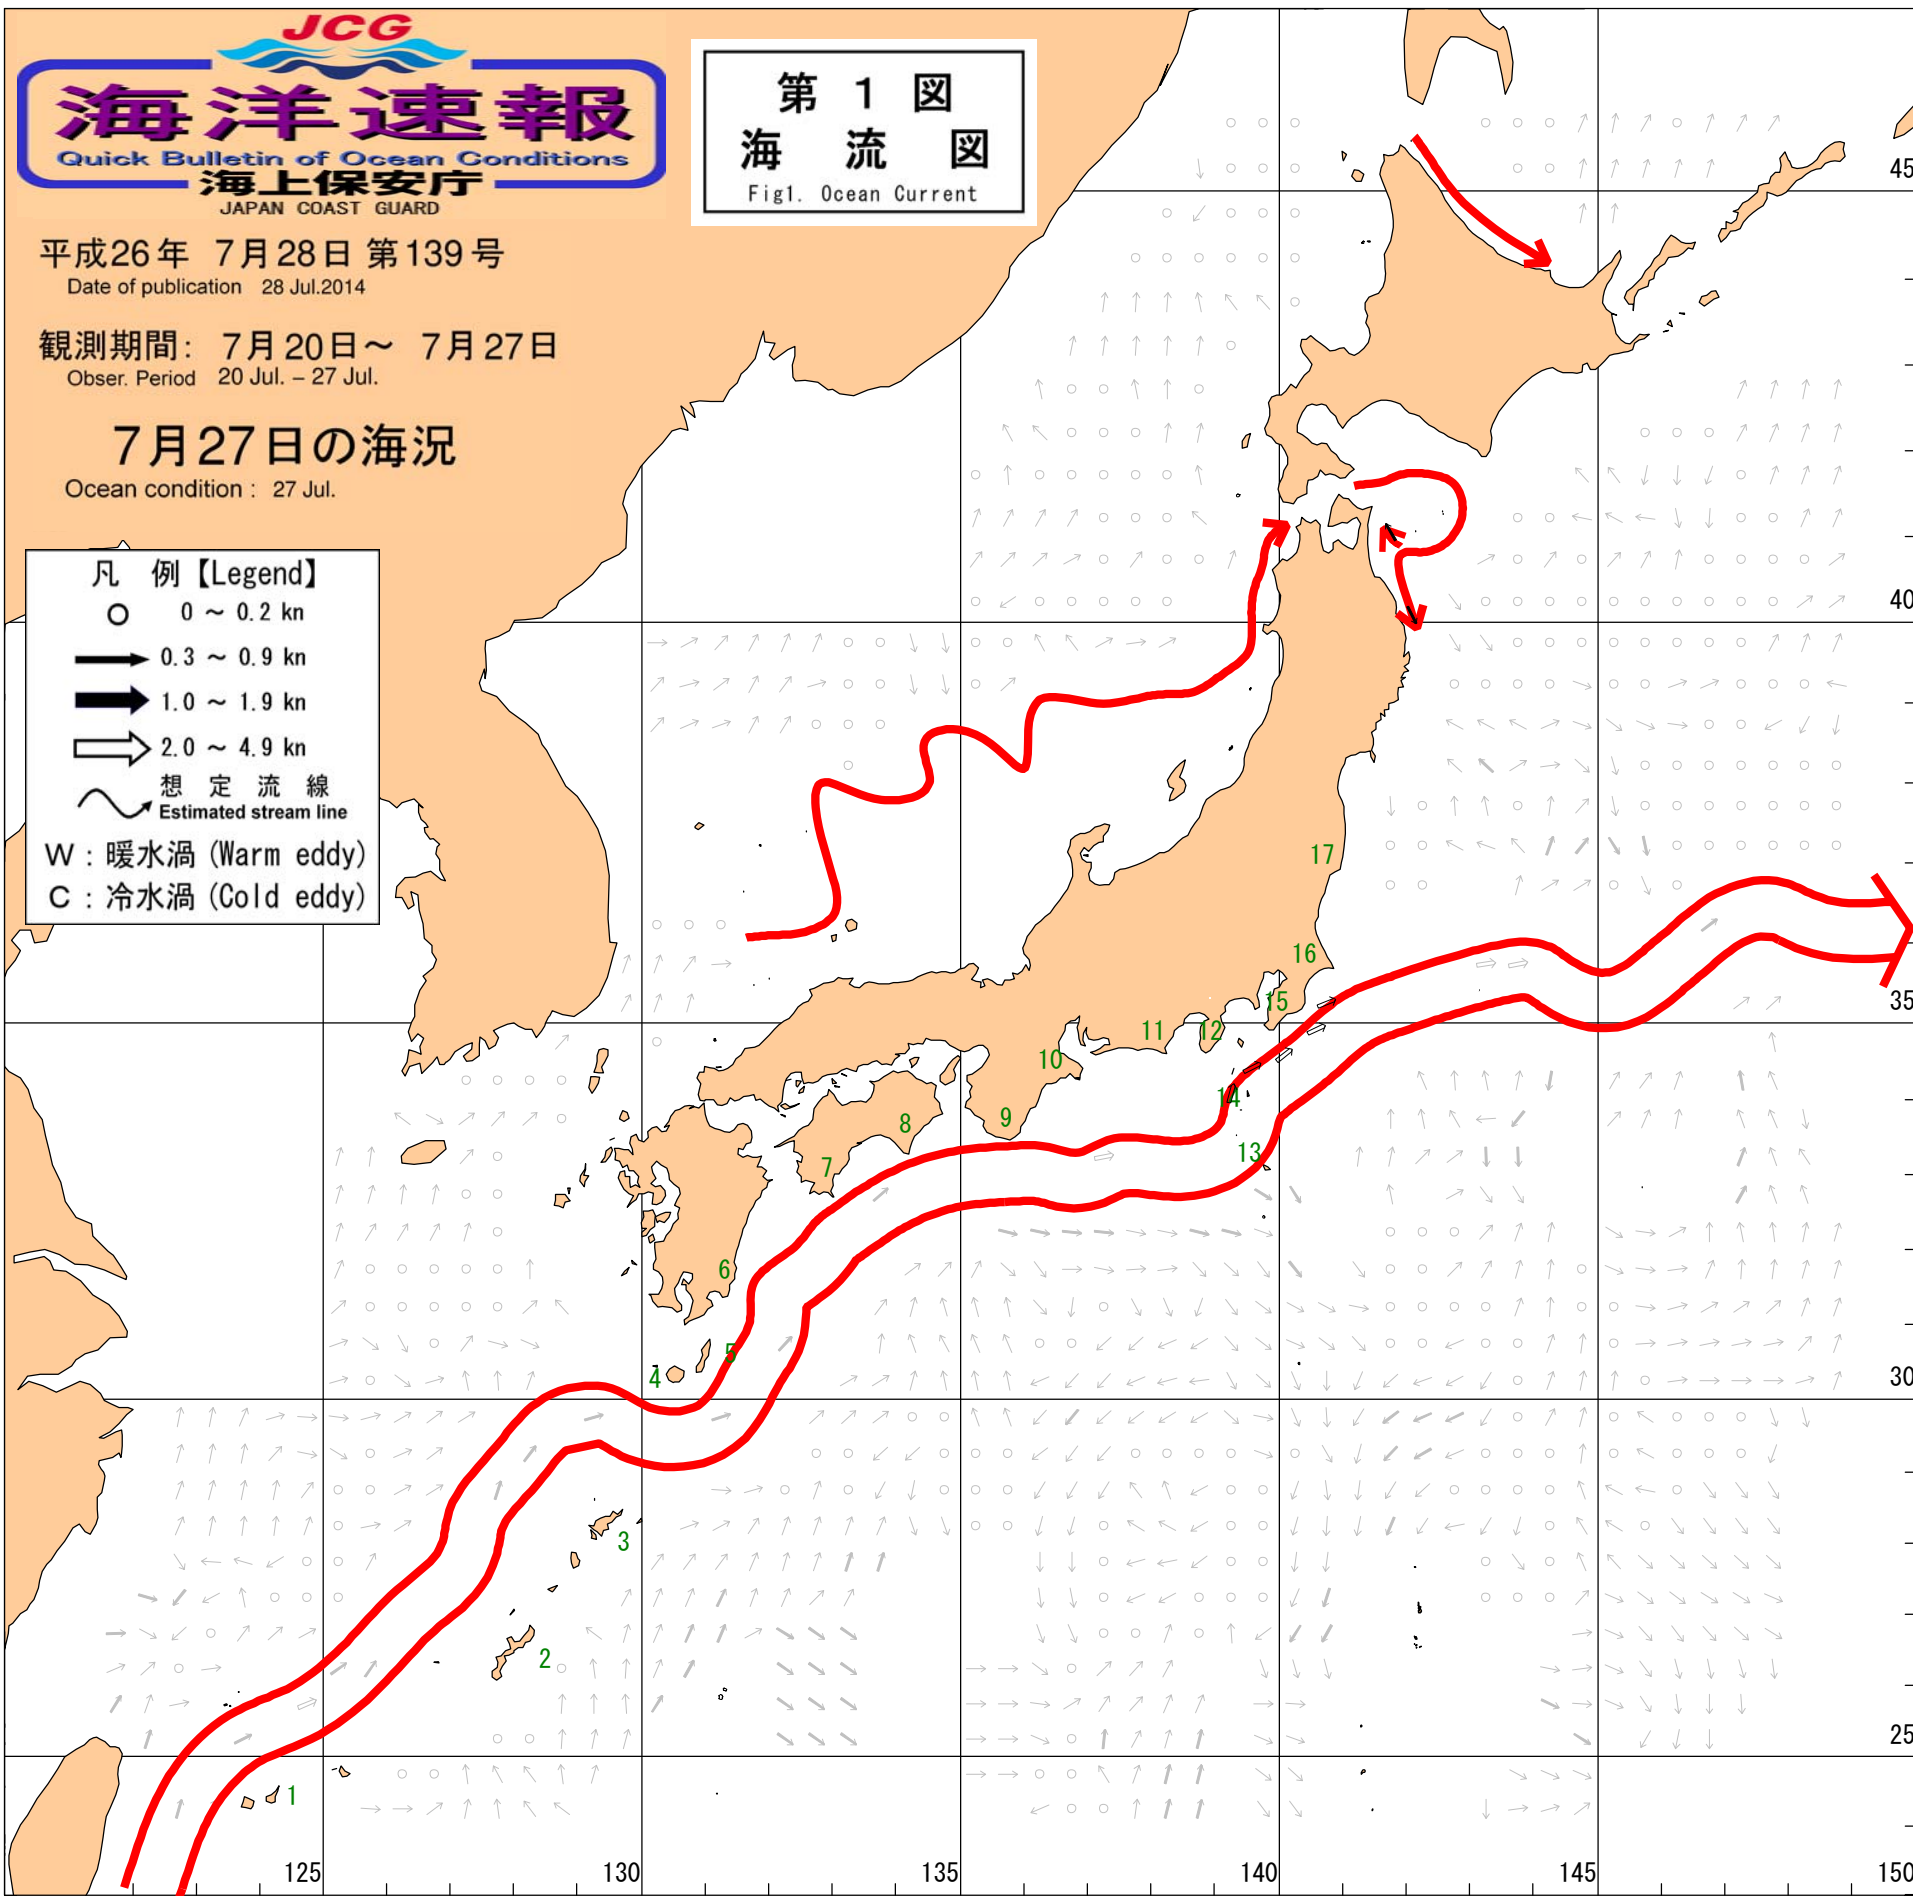 JCG
海洋速報
Quick Bulletin of Ocean Conditions
海上保安庁
JAPAN COAST GUARD
第 1 図
海 流 図
Fig1. Ocean Current
平成26年 7月28日 第139号
Date of publication 28 Jul.2014
観測期間: 7月20日～ 7月27日
Obser. Period 20 Jul. – 27 Jul.
7月27日の海況
Ocean condition : 27 Jul.
凡 例【Legend】
0 ～ 0.2 kn
0.3 ～ 0.9 kn
1.0 ～ 1.9 kn
2.0 ～ 4.9 kn
想 定 流 線
Estimated stream line
W : 暖水渦 (Warm eddy)
C : 冷水渦 (Cold eddy)
45
40
35
30
25
17
16
15
12
11
10
14
9
8
13
7
6
5
4
3
2
1
125
130
135
140
145
150